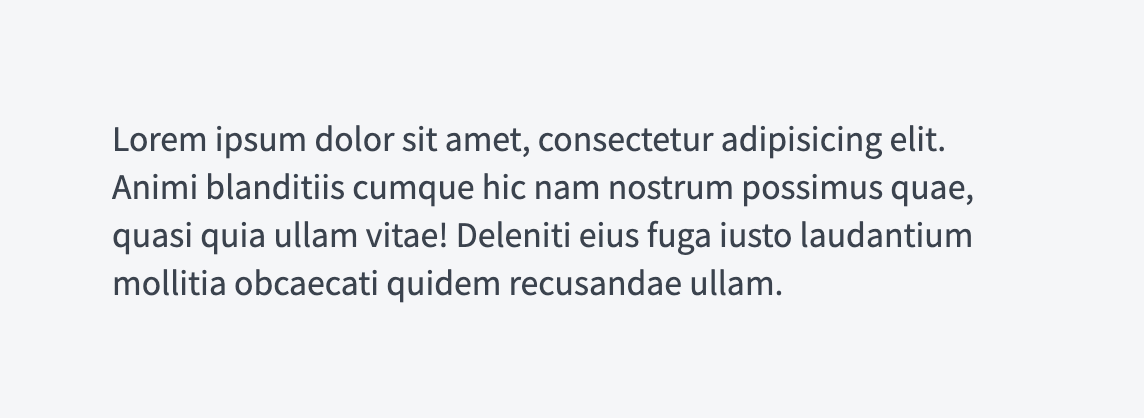 Lorem ipsum dolor sit amet, consectetur adipisicing elit.
Animi blanditiis cumque hic nam nostrum possimus quae,
quasi quia ullam vitae! Deleniti eius fuga iusto laudantium
mollitia obcaecati quidem recusandae ullam.